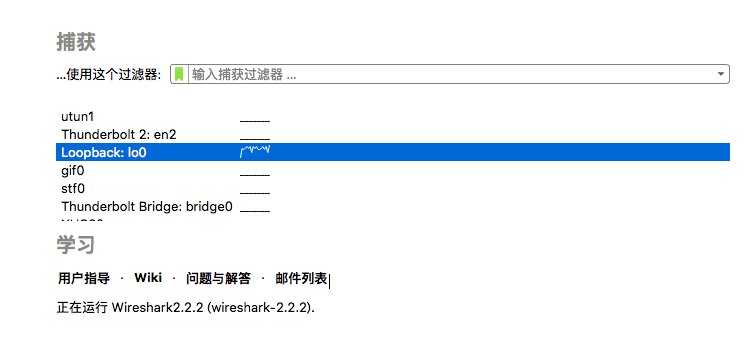 捕获
...使用这个过滤器: 输入捕获过滤器 ...
utun1
Thunderbolt 2: en2
Loopback: lo0
gif0
stf0
Thunderbolt Bridge: bridge0
学习
用户指导 · Wiki · 问题与解答 · 邮件列表
正在运行 Wireshark2.2.2 (wireshark-2.2.2).